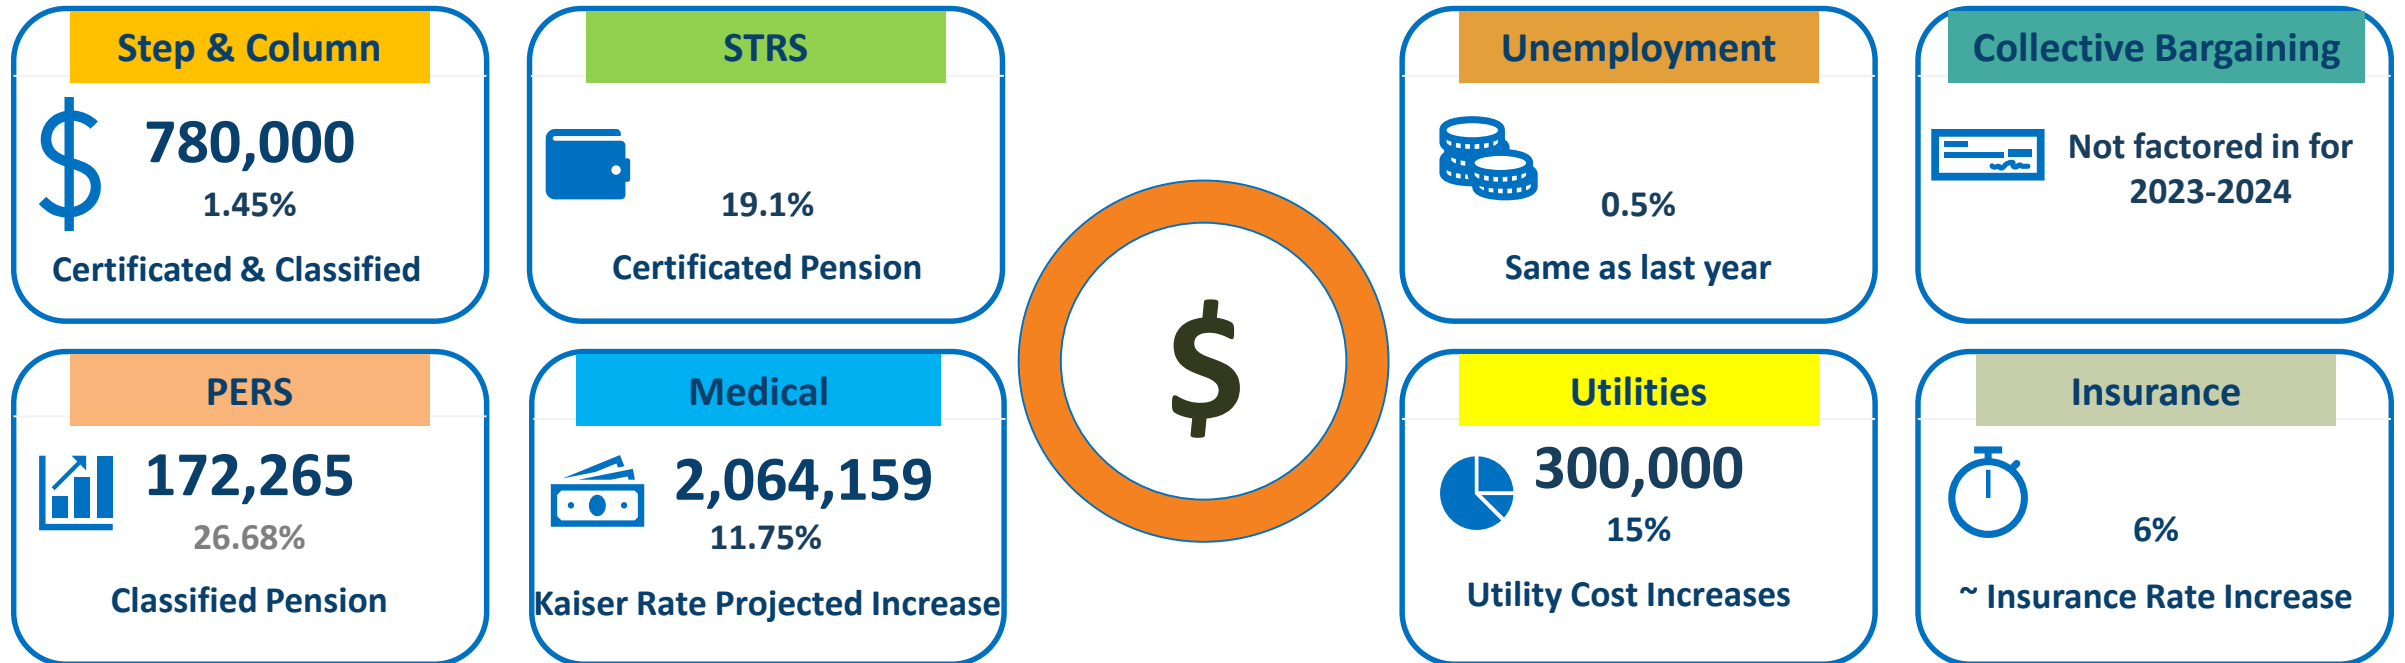 Step & Column
780,000
1.45%
Certificated & Classified
STRS
19.1%
Certificated Pension
Unemployment
0.5%
Same as last year
Collective Bargaining
Not factored in for
2023-2024
$
PERS
172,265
26.68%
Classified Pension
Medical
2,064,159
11.75%
Kaiser Rate Projected Increase
Utilities
300,000
15%
Utility Cost Increases
Insurance
6%
~ Insurance Rate Increase